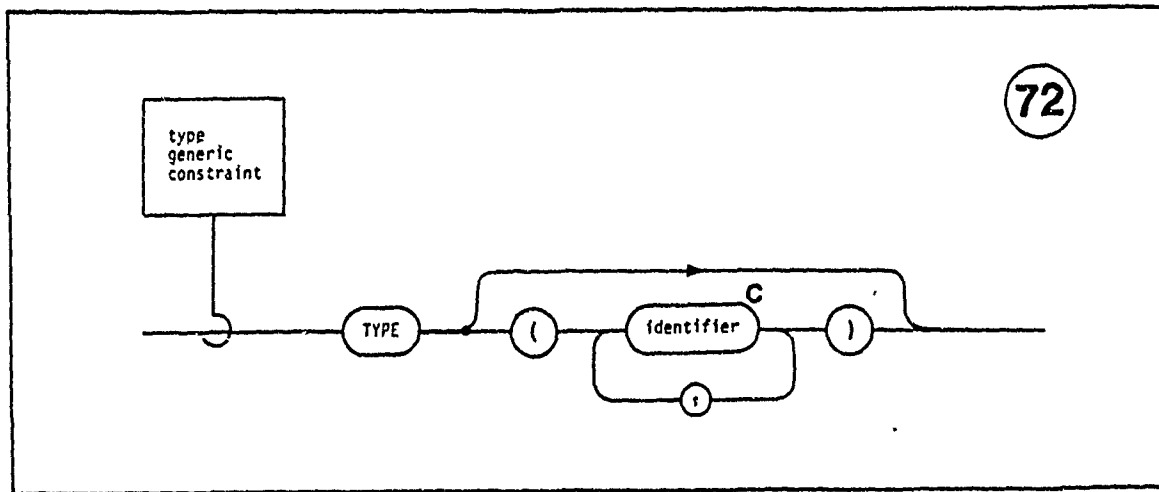 72
type
generic
constraint
C
TYPE ( identifier )
,